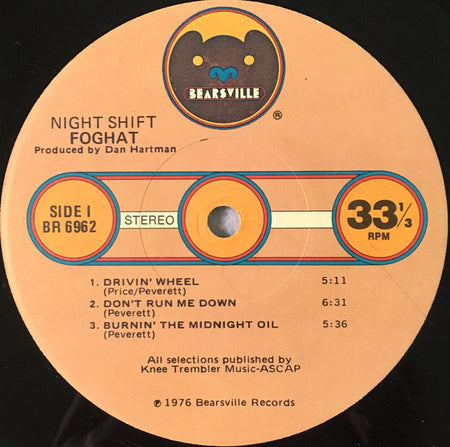 BEARSVILLE
®
NIGHT SHIFT
FOGHAT
Produced by Dan Hartman
SIDE I
BR 6962
STEREO
33 1/3
RPM
1. DRIVIN' WHEEL 5:11
(Price/Peverett)
2. DON'T RUN ME DOWN 6:31
(Peverett)
3. BURNIN' THE MIDNIGHT OIL 5:36
(Peverett)
All selections published by
Knee Trembler Music-ASCAP
℗ 1976 Bearsville Records